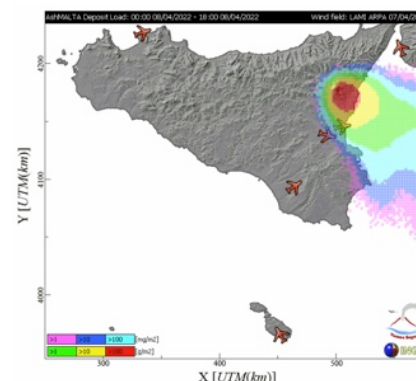 AshMALTA Deposit Load: 00:00 08/04/2022 - 18:00 08/04/2022 Wind field: LAMI ARPA 07/04/2
4200
4100
4000
Y [UTM(km)]
>1 >10 >100 [mg/m2]
>1 >10 >100 [g/m2]
300 400 500
X [UTM(km)]
ING